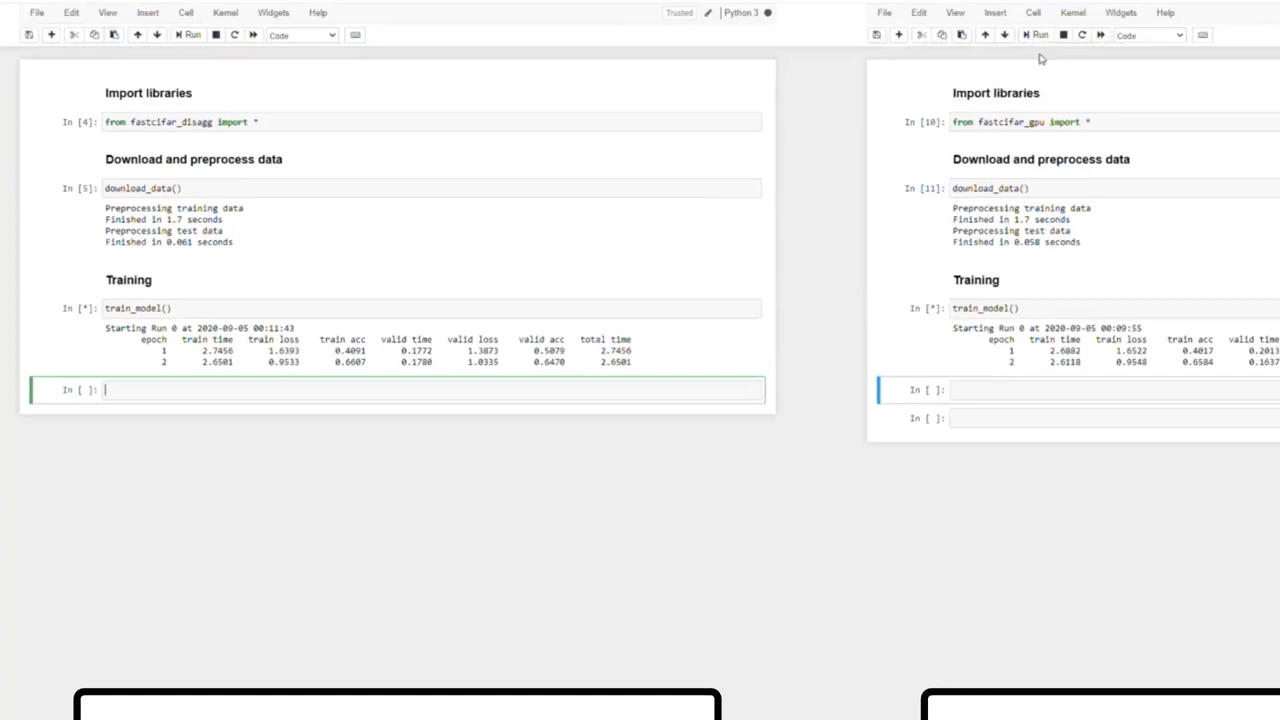 File Edit View Insert Cell Kernel Widgets Help Trusted Python 3
Run Code
Import libraries
In [4]: from fastcifar_disagg import *
Download and preprocess data
In [5]: download_data()
Preprocessing training data
Finished in 1.7 seconds
Preprocessing test data
Finished in 0.061 seconds
Training
In [*]: train_model()
Starting Run 0 at 2020-09-05 00:11:43
epoch train time train loss train acc valid time valid loss valid acc total time
1 2.7456 1.6393 0.4091 0.1772 1.3873 0.5079 2.7456
2 2.6501 0.9533 0.6607 0.1780 1.0335 0.6470 2.6501
In [ ]:
File Edit View Insert Cell Kernel Widgets Help
Run Code
Import libraries
In [10]: from fastcifar_gpu import *
Download and preprocess data
In [11]: download_data()
Preprocessing training data
Finished in 1.7 seconds
Preprocessing test data
Finished in 0.058 seconds
Training
In [*]: train_model()
Starting Run 0 at 2020-09-05 00:09:55
epoch train time train loss train acc valid time
1 2.6882 1.6522 0.4017 0.2013
2 2.6118 0.9548 0.6584 0.1637
In [ ]:
In [ ]: